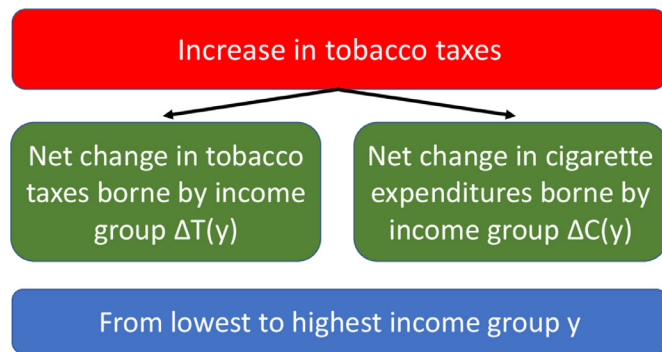 Increase in tobacco taxes
Net change in tobacco
taxes borne by income
group ΔT(y)
Net change in cigarette
expenditures borne by
income group ΔC(y)
From lowest to highest income group y